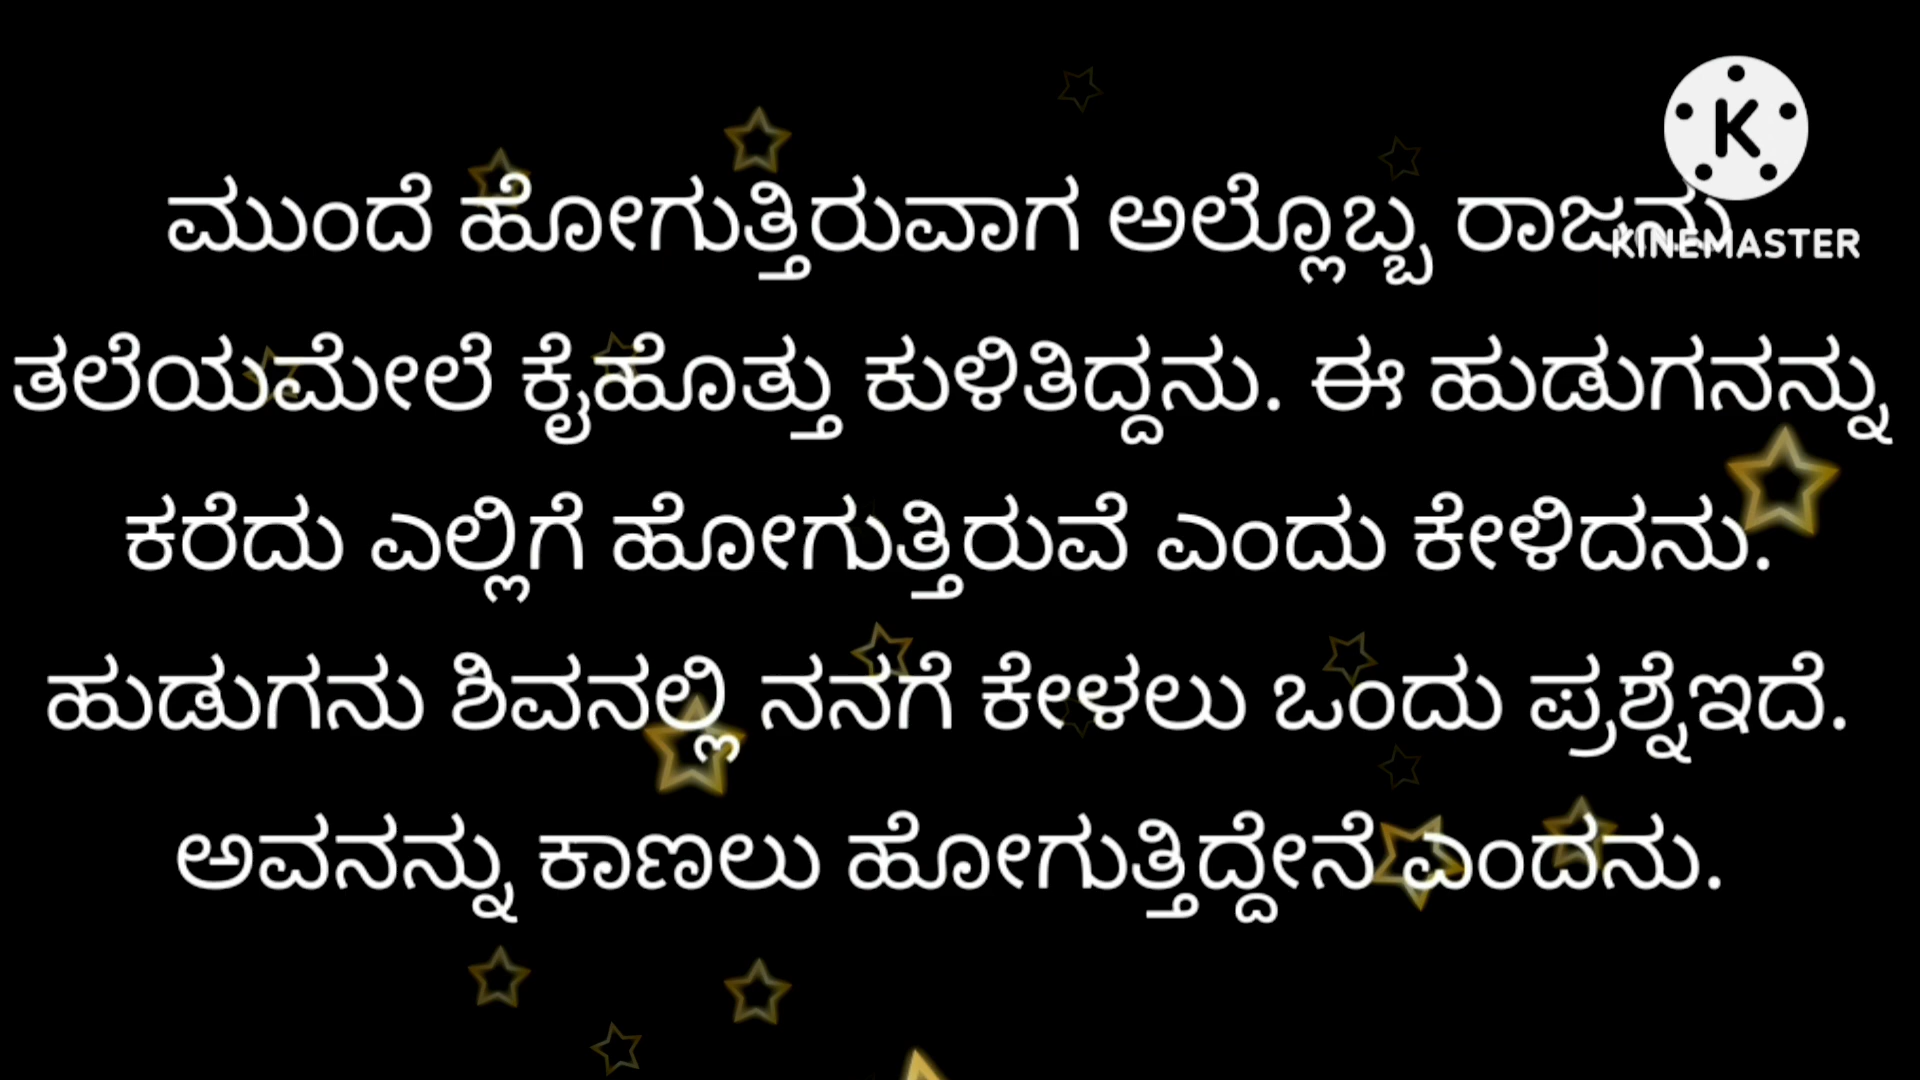 ಮುಂದೆ ಹೋಗುತ್ತಿರುವಾಗ ಅಲ್ಲೊಬ್ಬ ರಾಜನು
KINEMASTER
ತಲೆಯಮೇಲೆ ಕೈಹೊತ್ತು ಕುಳಿತಿದ್ದನು. ಈ ಹುಡುಗನನ್ನು
ಕರೆದು ಎಲ್ಲಿಗೆ ಹೋಗುತ್ತಿರುವೆ ಎಂದು ಕೇಳಿದನು.
ಹುಡುಗನು ಶಿವನಲ್ಲಿ ನನಗೆ ಕೇಳಲು ಒಂದು ಪ್ರಶ್ನೆಇದೆ.
ಅವನನ್ನು ಕಾಣಲು ಹೋಗುತ್ತಿದ್ದೇನೆ ಎಂದನು.